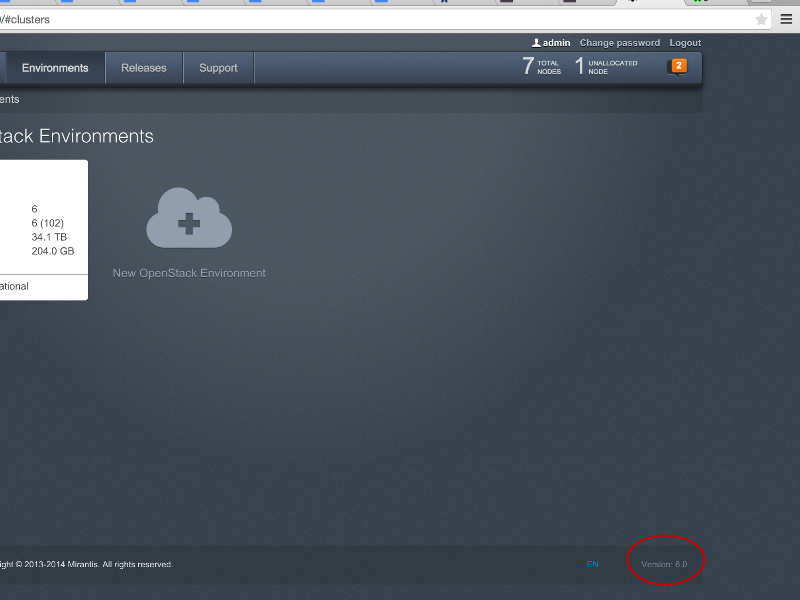 /#clusters
admin Change password Logout
Environments Releases Support
7 TOTAL NODES 1 UNALLOCATED NODE 2
ents
tack Environments
6
6 (102)
34.1 TB
204.0 GB
ational
New OpenStack Environment
ght © 2013-2014 Mirantis. All rights reserved. EN Version: 6.0